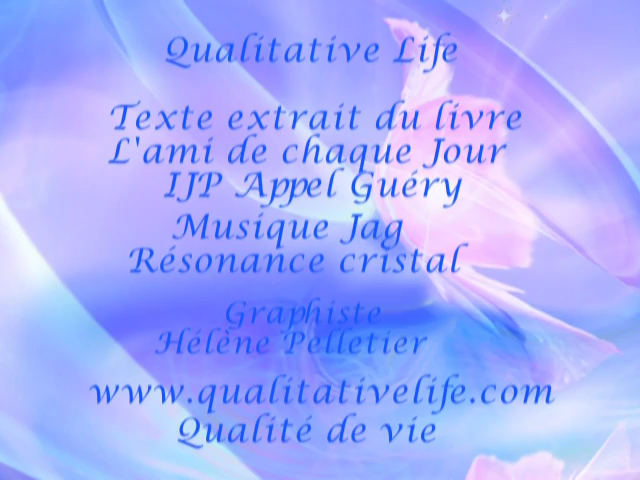 Qualitative Life
Texte extrait du livre
L'ami de chaque Jour
IJP Appel Guéry
Musique Jag
Résonance cristal
Graphiste
Hélène Pelletier
www.qualitativelife.com
Qualité de vie